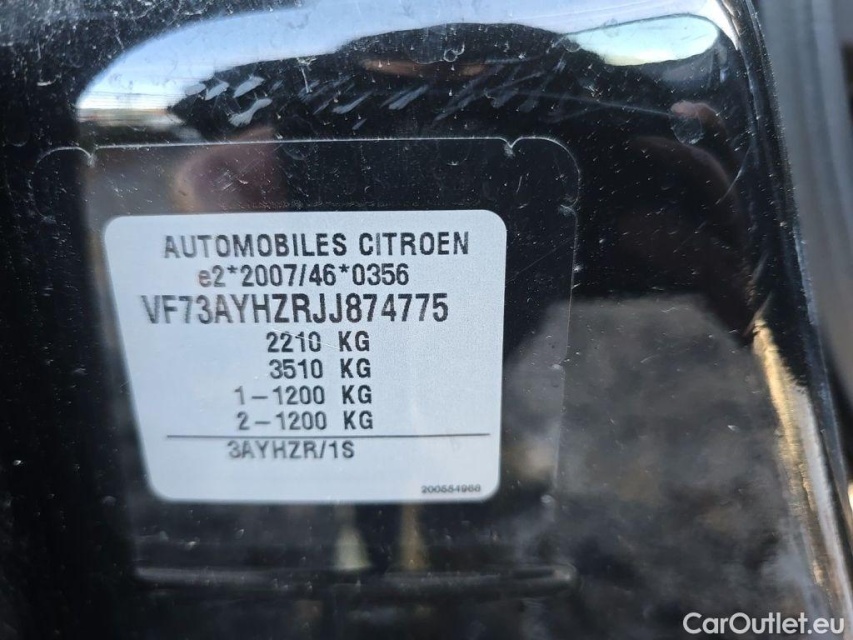 AUTOMOBILES CITROEN
e2*2007/46*0356
VF73AYHZRJJ874775
2210 KG
3510 KG
1-1200 KG
2-1200 KG
3AYHZR/1S
200554966
CarOutlet.eu